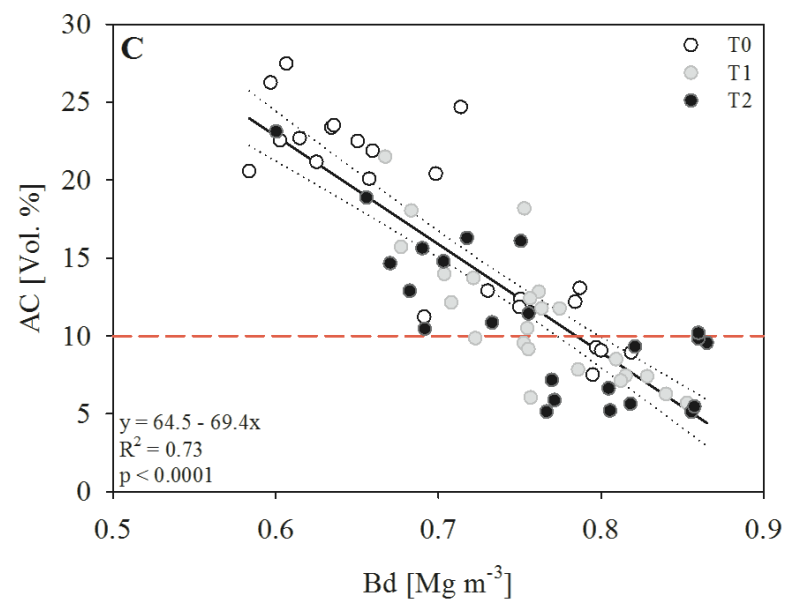 C
T0
T1
T2
30
25
20
15
10
5
0
AC [Vol. %]
y = 64.5 - 69.4x
R² = 0.73
p < 0.0001
0.5 0.6 0.7 0.8 0.9
Bd [Mg m⁻³]